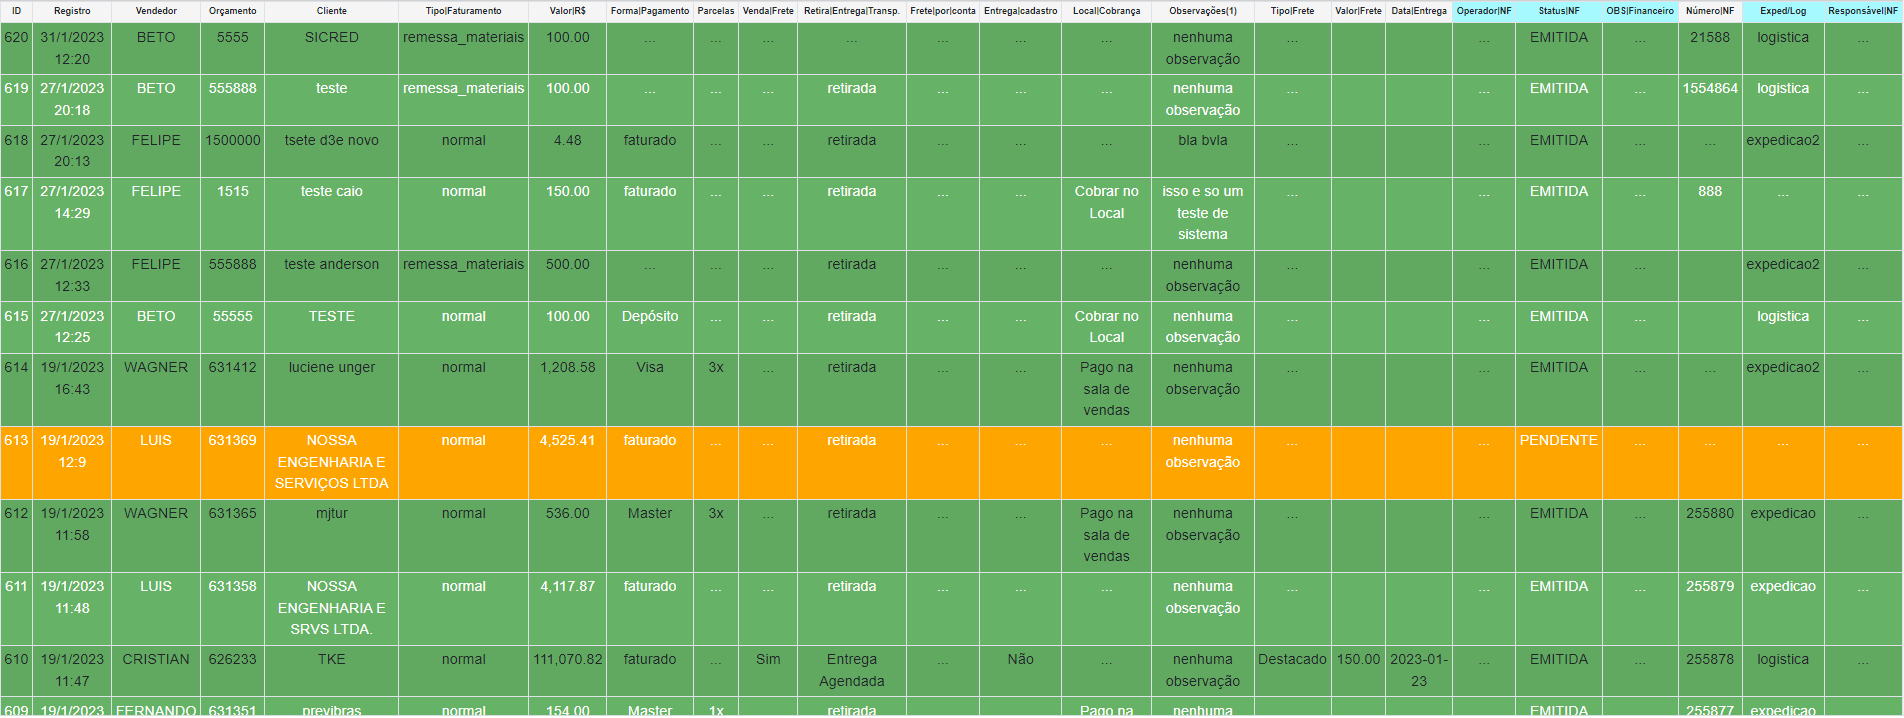 ID Registro Vendedor Orçamento Cliente Tipo|Faturamento Valor|R$ Forma|Pagamento Parcelas Venda|Frete Retira|Entrega|Transp. Frete|por|conta Entrega|cadastro Local|Cobrança Observações(1) Tipo|Frete Valor|Frete Data|Entrega Operador|NF Status|NF OBS|Financeiro Número|NF Exped/Log Responsável|NF
620 31/1/2023 BETO 5555 SICRED remessa_materiais 100.00 ... ... ... ... ... ... ... nenhuma ... ... EMITIDA ... 21588 logistica ...
12:20 observação
619 27/1/2023 BETO 555888 teste remessa_materiais 100.00 ... ... ... retirada ... ... ... nenhuma ... ... EMITIDA ... 1554864 logistica ...
20:18 observação
618 27/1/2023 FELIPE 1500000 tsete d3e novo normal 4.48 faturado ... ... retirada ... ... ... bla bvla ... ... EMITIDA ... ... expedicao2 ...
20:13
617 27/1/2023 FELIPE 1515 teste caio normal 150.00 faturado ... ... retirada ... ... Cobrar no isso e so um ... ... EMITIDA ... 888 ... ...
14:29 Local teste de
sistema
616 27/1/2023 FELIPE 555888 teste anderson remessa_materiais 500.00 ... ... ... retirada ... ... ... nenhuma ... ... EMITIDA ... expedicao2 ...
12:33 observação
615 27/1/2023 BETO 55555 TESTE normal 100.00 Depósito ... ... retirada ... ... Cobrar no nenhuma ... ... EMITIDA ... logistica ...
12:25 Local observação
614 19/1/2023 WAGNER 631412 luciene unger normal 1,208.58 Visa 3x ... retirada ... ... Pago na nenhuma ... ... EMITIDA ... ... expedicao2 ...
16:43 sala de observação
vendas
613 19/1/2023 LUIS 631369 NOSSA normal 4,525.41 faturado ... ... retirada ... ... ... nenhuma ... ... PENDENTE ... ... ... ...
12:9 ENGENHARIA E observação
SERVIÇOS LTDA
612 19/1/2023 WAGNER 631365 mjtur normal 536.00 Master 3x ... retirada ... ... Pago na nenhuma ... ... EMITIDA ... 255880 expedicao ...
11:58 sala de observação
vendas
611 19/1/2023 LUIS 631358 NOSSA normal 4,117.87 faturado ... ... retirada ... ... ... nenhuma ... ... EMITIDA ... 255879 expedicao ...
11:48 ENGENHARIA E observação
SRVS LTDA.
610 19/1/2023 CRISTIAN 626233 TKE normal 111,070.82 faturado ... Sim Entrega ... Não ... nenhuma Destacado 150.00 2023-01- ... EMITIDA ... 255878 logistica ...
11:47 Agendada observação 23
609 19/1/2023 FERNANDO 631351 previbras normal 154.00 Master 1x ... retirada ... ... Pago na nenhuma ... ... EMITIDA ... 255877 expedicao ...